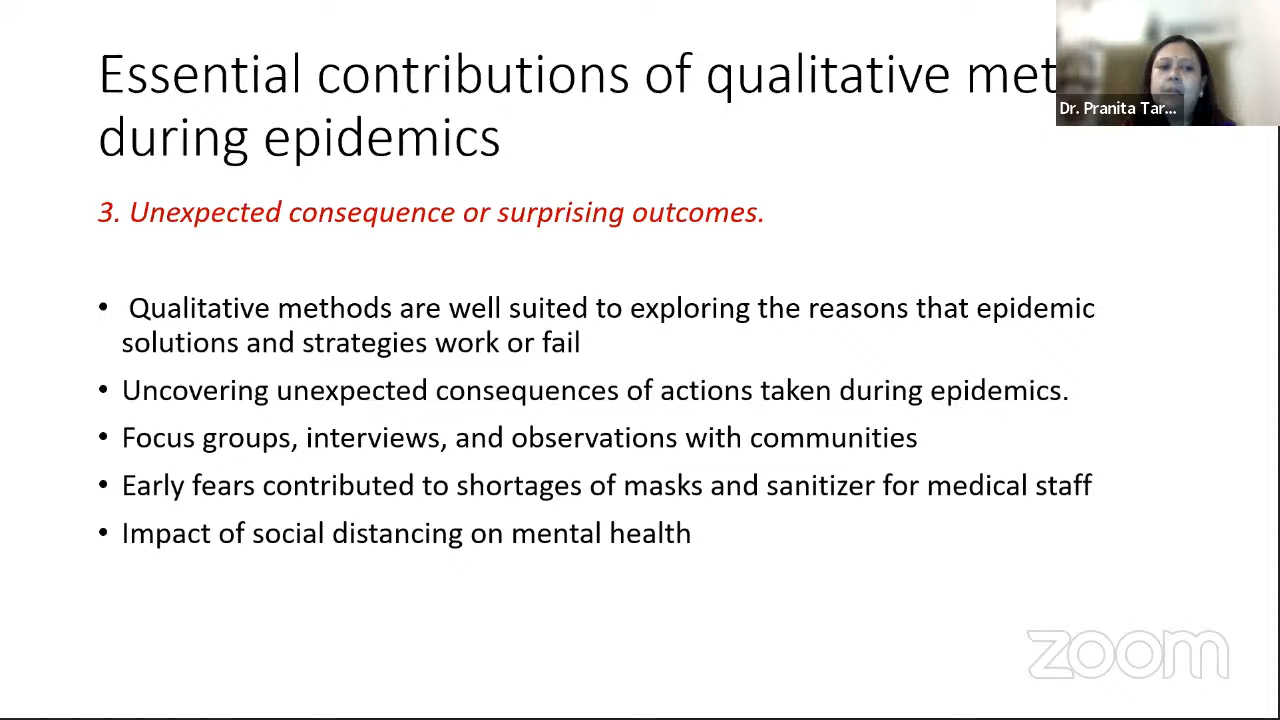 Essential contributions of qualitative met
during epidemics
Dr. Pranita Tar...
3. Unexpected consequence or surprising outcomes.
• Qualitative methods are well suited to exploring the reasons that epidemic
solutions and strategies work or fail
• Uncovering unexpected consequences of actions taken during epidemics.
• Focus groups, interviews, and observations with communities
• Early fears contributed to shortages of masks and sanitizer for medical staff
• Impact of social distancing on mental health
zoom